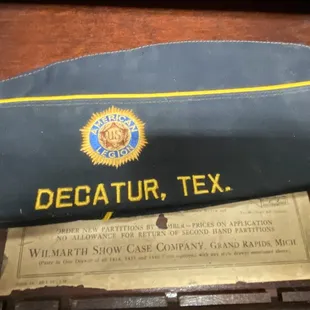 AMERICAN
US
LEGION
DECATUR, TEX.
ORDER NEW PARTITIONS BY NUMBER—PRICES ON APPLICATION
NO ALLOWANCE FOR RETURN OF SECOND HAND PARTITIONS
WILMARTH SHOW CASE COMPANY, GRAND RAPIDS, MICH